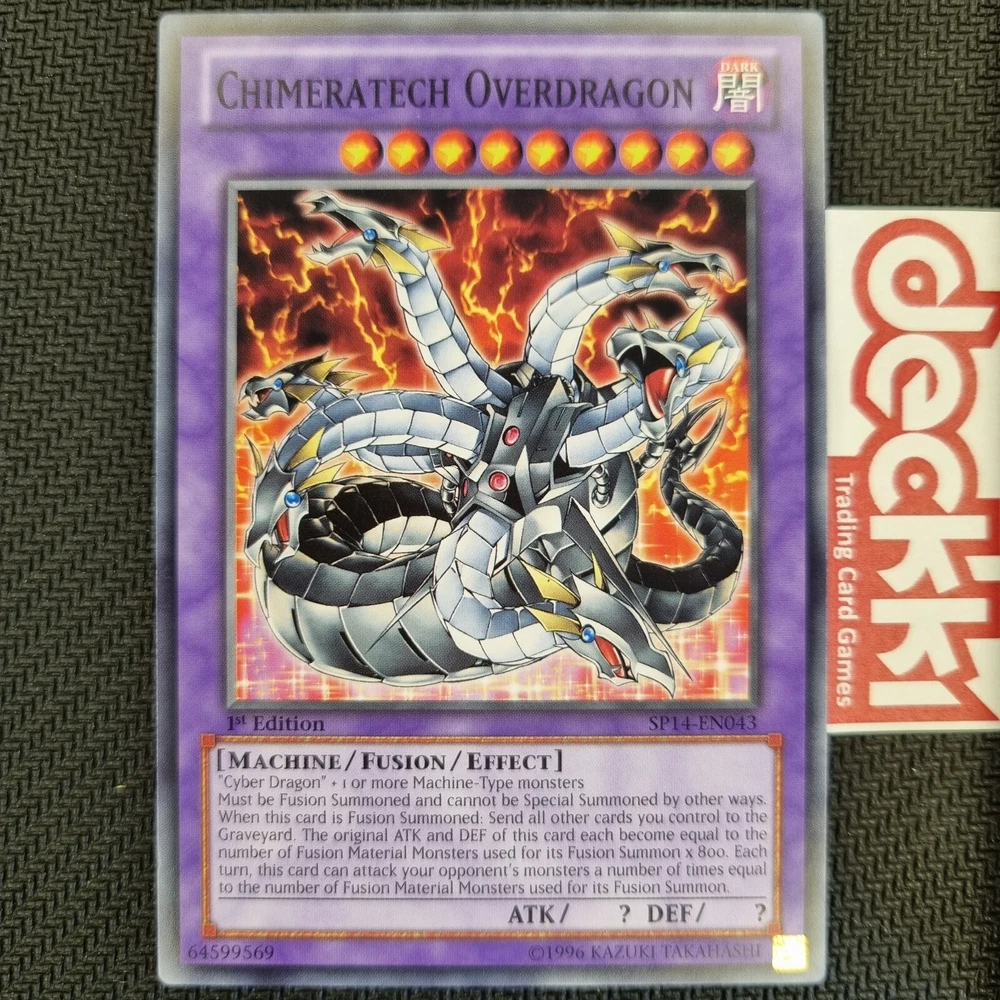 CHIMERATECH OVERDRAGON
DARK
闇
1st Edition
SP14-EN043
[MACHINE/FUSION/EFFECT]
"Cyber Dragon" + 1 or more Machine-Type monsters
Must be Fusion Summoned and cannot be Special Summoned by other ways.
When this card is Fusion Summoned: Send all other cards you control to the
Graveyard. The original ATK and DEF of this card each become equal to the
number of Fusion Material Monsters used for its Fusion Summon x 800. Each
turn, this card can attack your opponent's monsters a number of times equal
to the number of Fusion Material Monsters used for its Fusion Summon.
ATK/ ? DEF/ ?
64599569
©1996 KAZUKI TAKAHASHI
deckki
Trading Card Games